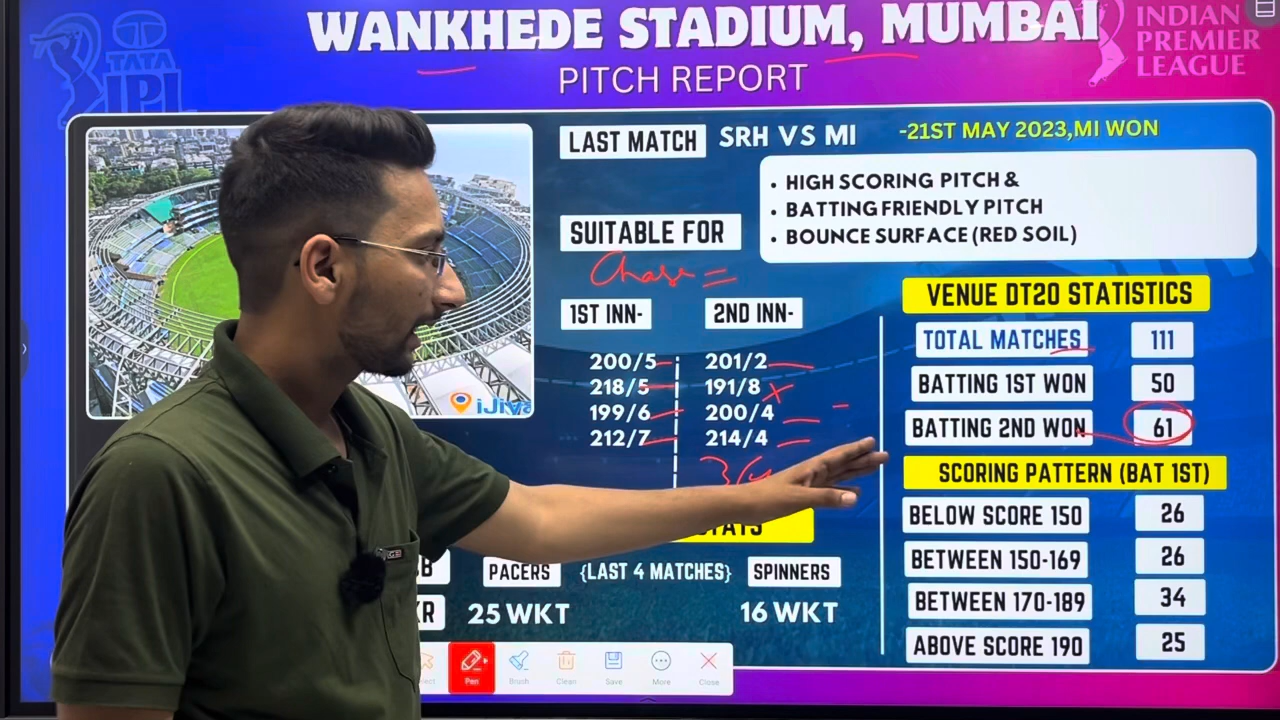 WANKHEDE STADIUM, MUMBAI
PITCH REPORT
TATA
IPL
INDIAN
PREMIER
LEAGUE
LAST MATCH SRH VS MI -21ST MAY 2023,MI WON
SUITABLE FOR
• HIGH SCORING PITCH &
• BATTING FRIENDLY PITCH
• BOUNCE SURFACE (RED SOIL)
Chase =
1ST INN- 2ND INN-
200/5 201/2
218/5 191/8 X
199/6 200/4
212/7 214/4
VENUE DT20 STATISTICS
TOTAL MATCHES 111
BATTING 1ST WON 50
BATTING 2ND WON 61
SCORING PATTERN (BAT 1ST)
BELOW SCORE 150 26
BETWEEN 150-169 26
BETWEEN 170-189 34
ABOVE SCORE 190 25
PACERS {LAST 4 MATCHES} SPINNERS
25 WKT 16 WKT
Pen Brush Clean Save More Close